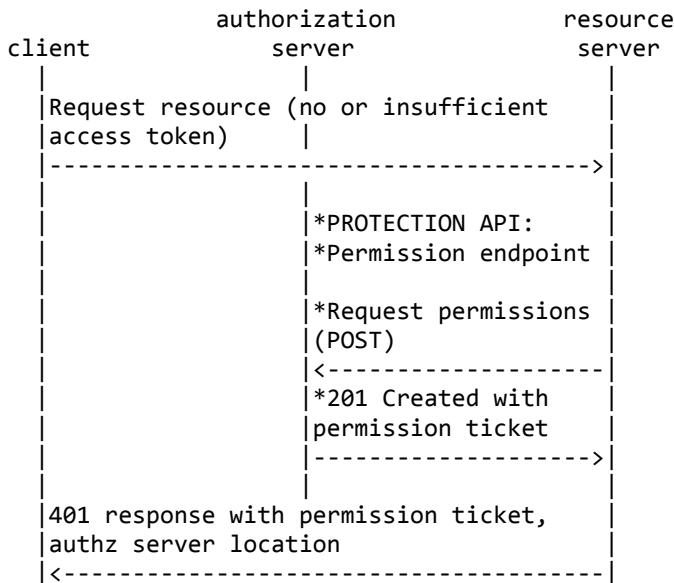 authorization resource
client server server
Request resource (no or insufficient
access token)
*PROTECTION API:
*Permission endpoint
*Request permissions
(POST)
*201 Created with
permission ticket
401 response with permission ticket,
authz server location